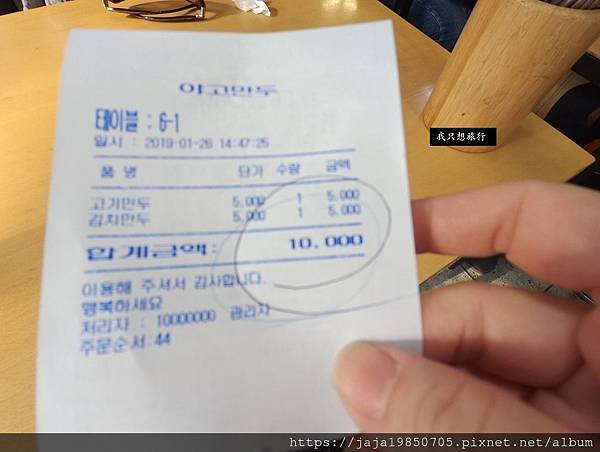 야고만두
테이블 : 6-1
일시 : 2019-01-26 14:47:25
품 명 단가 수량 금액
고기만두 5,000 1 5,000
김치만두 5,000 1 5,000
합계금액: 10,000
이용해 주셔서 감사합니다
행복하세요
처리자 : 10000000 관리자
주문순서:44
我只想旅行
https://jaja19850705.pixnet.net/album